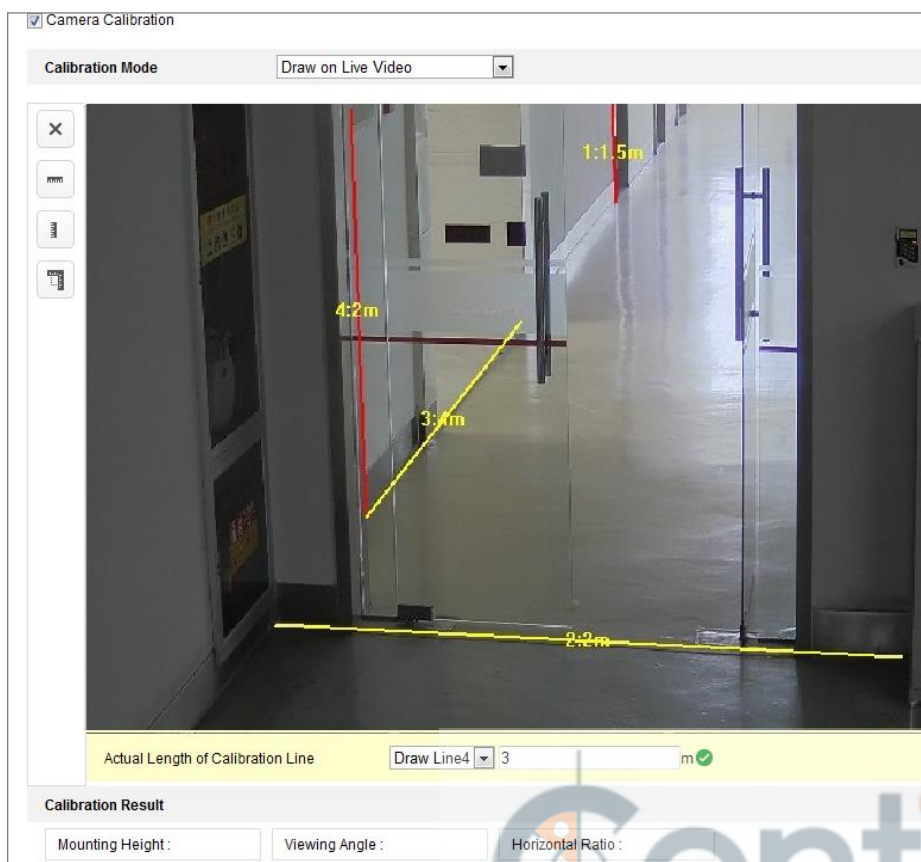 Camera Calibration
Calibration Mode Draw on Live Video
1:1.5m
4:2m
3:4m
2:2m
Actual Length of Calibration Line Draw Line4 3 m
Calibration Result
Mounting Height : Viewing Angle : Horizontal Ratio :